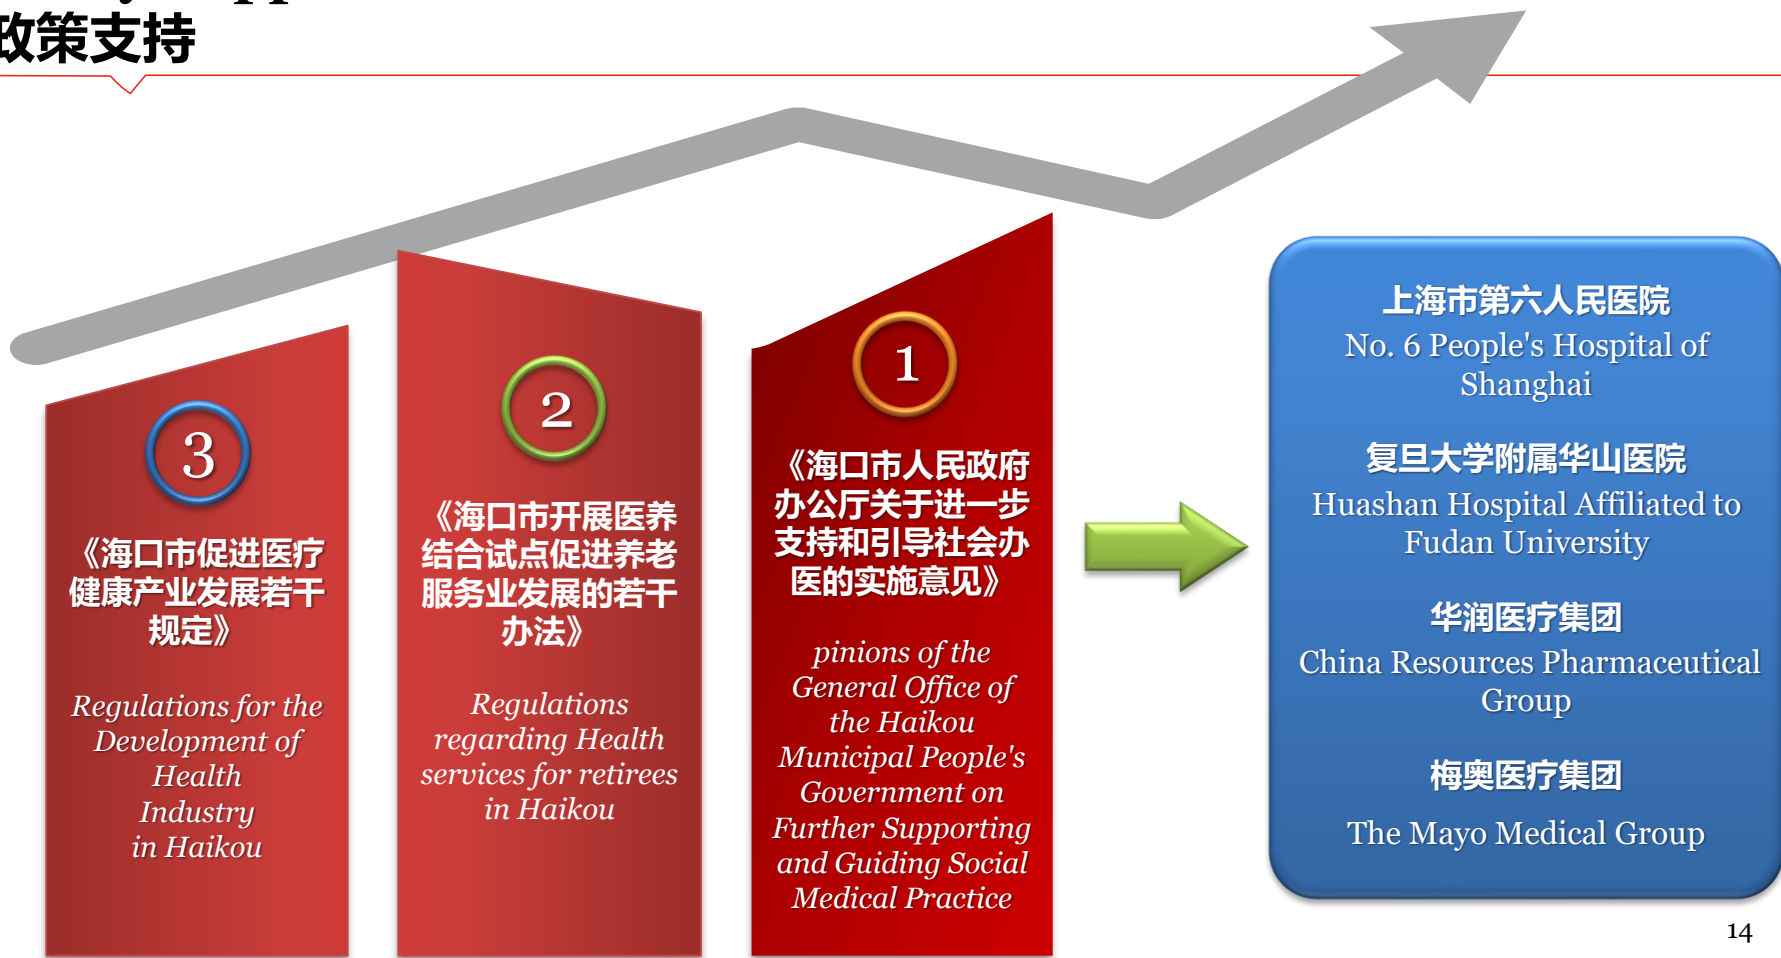 政策支持
3
《海口市促进医疗
健康产业发展若干
规定》
Regulations for the
Development of
Health
Industry
in Haikou
2
《海口市开展医养
结合试点促进养老
服务业发展的若干
办法》
Regulations
regarding Health
services for retirees
in Haikou
1
《海口市人民政府
办公厅关于进一步
支持和引导社会办
医的实施意见》
pinions of the
General Office of
the Haikou
Municipal People's
Government on
Further Supporting
and Guiding Social
Medical Practice
上海市第六人民医院
No. 6 People's Hospital of
Shanghai
复旦大学附属华山医院
Huashan Hospital Affiliated to
Fudan University
华润医疗集团
China Resources Pharmaceutical
Group
梅奥医疗集团
The Mayo Medical Group
14